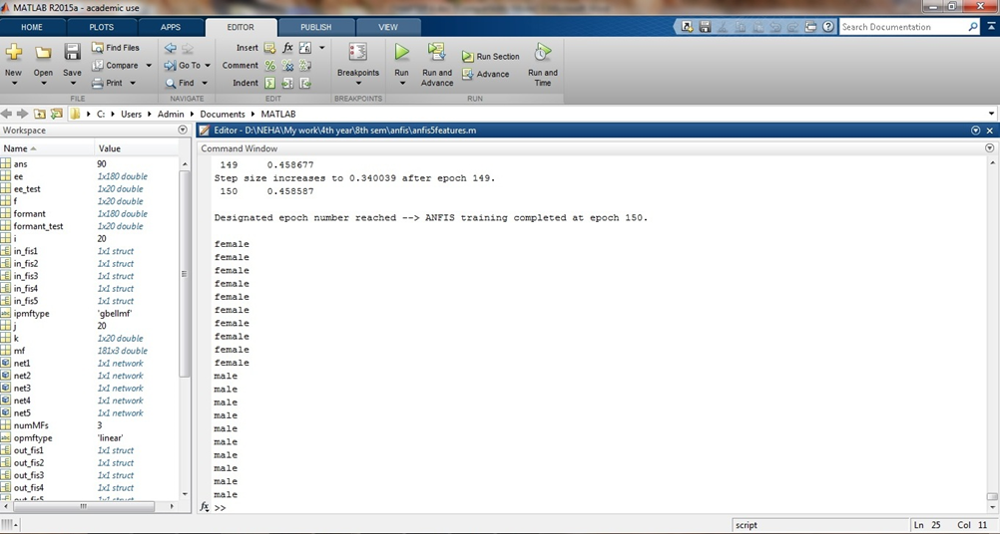 MATLAB R2015a - academic use
HOME PLOTS APPS EDITOR PUBLISH VIEW
Search Documentation
New Open Save
Find Files
Compare
Print
FILE
Go To
Find
NAVIGATE
Insert fx
Comment
Indent
EDIT
Breakpoints
BREAKPOINTS
Run
Run and Advance
Run Section
Advance
Run and Time
RUN
C: Users Admin Documents MATLAB
Workspace
Name Value
ans 90
ee 1x180 double
ee_test 1x20 double
f 1x20 double
formant 1x180 double
formant_test 1x20 double
i 20
in_fis1 1x1 struct
in_fis2 1x1 struct
in_fis3 1x1 struct
in_fis4 1x1 struct
in_fis5 1x1 struct
ipmftype 'gbellmf'
j 20
k 1x20 double
mf 181x3 double
net1 1x1 network
net2 1x1 network
net3 1x1 network
net4 1x1 network
net5 1x1 network
numMFs 3
opmftype 'linear'
out_fis1 1x1 struct
out_fis2 1x1 struct
out_fis3 1x1 struct
out_fis4 1x1 struct
out_fis5 1x1 struct
Editor - D:\NEHA\My work\4th year\8th sem\anfis\anfis5features.m
Command Window
149 0.458677
Step size increases to 0.340039 after epoch 149.
150 0.458587
Designated epoch number reached --> ANFIS training completed at epoch 150.
female
female
female
female
female
female
female
female
female
female
male
male
male
male
male
male
male
male
male
male
fx >>
script
Ln 25 Col 11